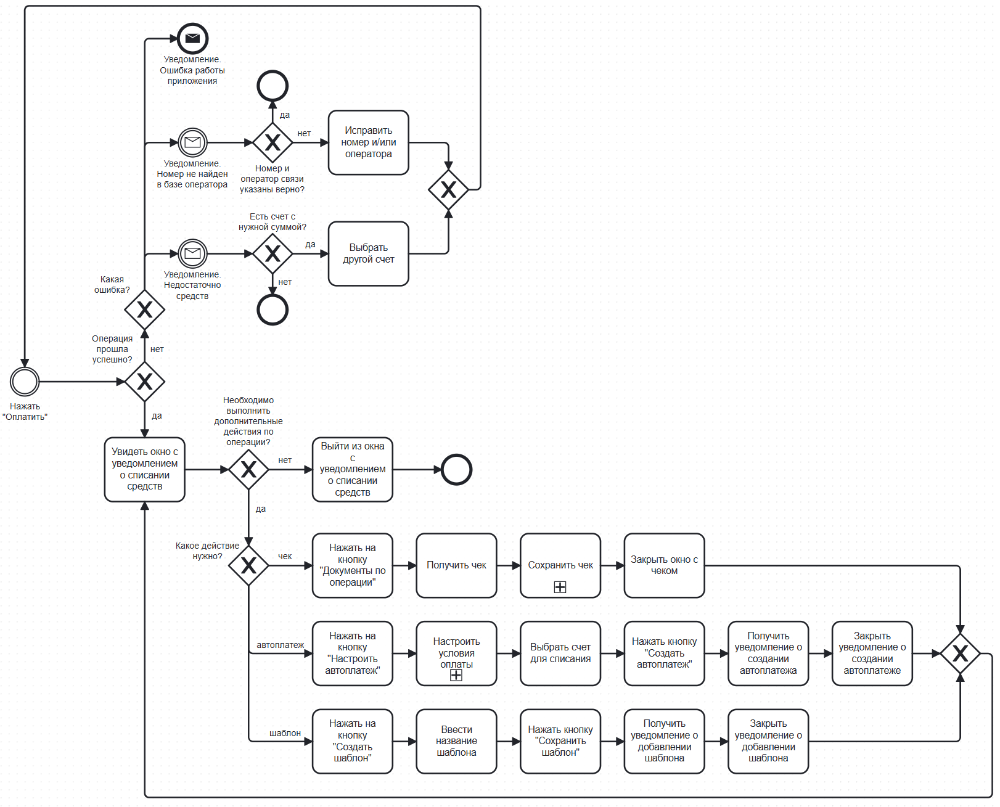 Уведомление.
Ошибка работы
приложения
да
нет
Исправить
номер и/или
оператора
Уведомление.
Номер не найден
в базе оператора
Номер и
оператор связи
указаны верно?
Есть счет с
нужной суммой?
да
Выбрать
другой счет
Уведомление.
Недостаточно
средств
нет
Какая
ошибка?
Операция
прошла
успешно?
нет
Нажать
"Оплатить"
да
Необходимо
выполнить
дополнительные
действия по
операции?
Увидеть окно с
уведомлением
о списании
средств
нет
Выйти из окна
с
уведомлением
о списании
средств
да
Какое действие
нужно?
чек
Нажать на
кнопку
"Документы по
операции"
Получить чек
Сохранить чек
Закрыть окно с
чеком
автоплатеж
Нажать на
кнопку
"Настроить
автоплатеж"
Настроить
условия
оплаты
Выбрать счет
для списания
Нажать кнопку
"Создать
автоплатеж"
Получить
уведомление о
создании
автоплатежа
Закрыть
уведомление о
создании
автоплатеже
шаблон
Нажать на
кнопку
"Создать
шаблон"
Ввести
название
шаблона
Нажать кнопку
"Сохранить
шаблон"
Получить
уведомление о
добавлении
шаблона
Закрыть
уведомление о
добавлении
шаблона